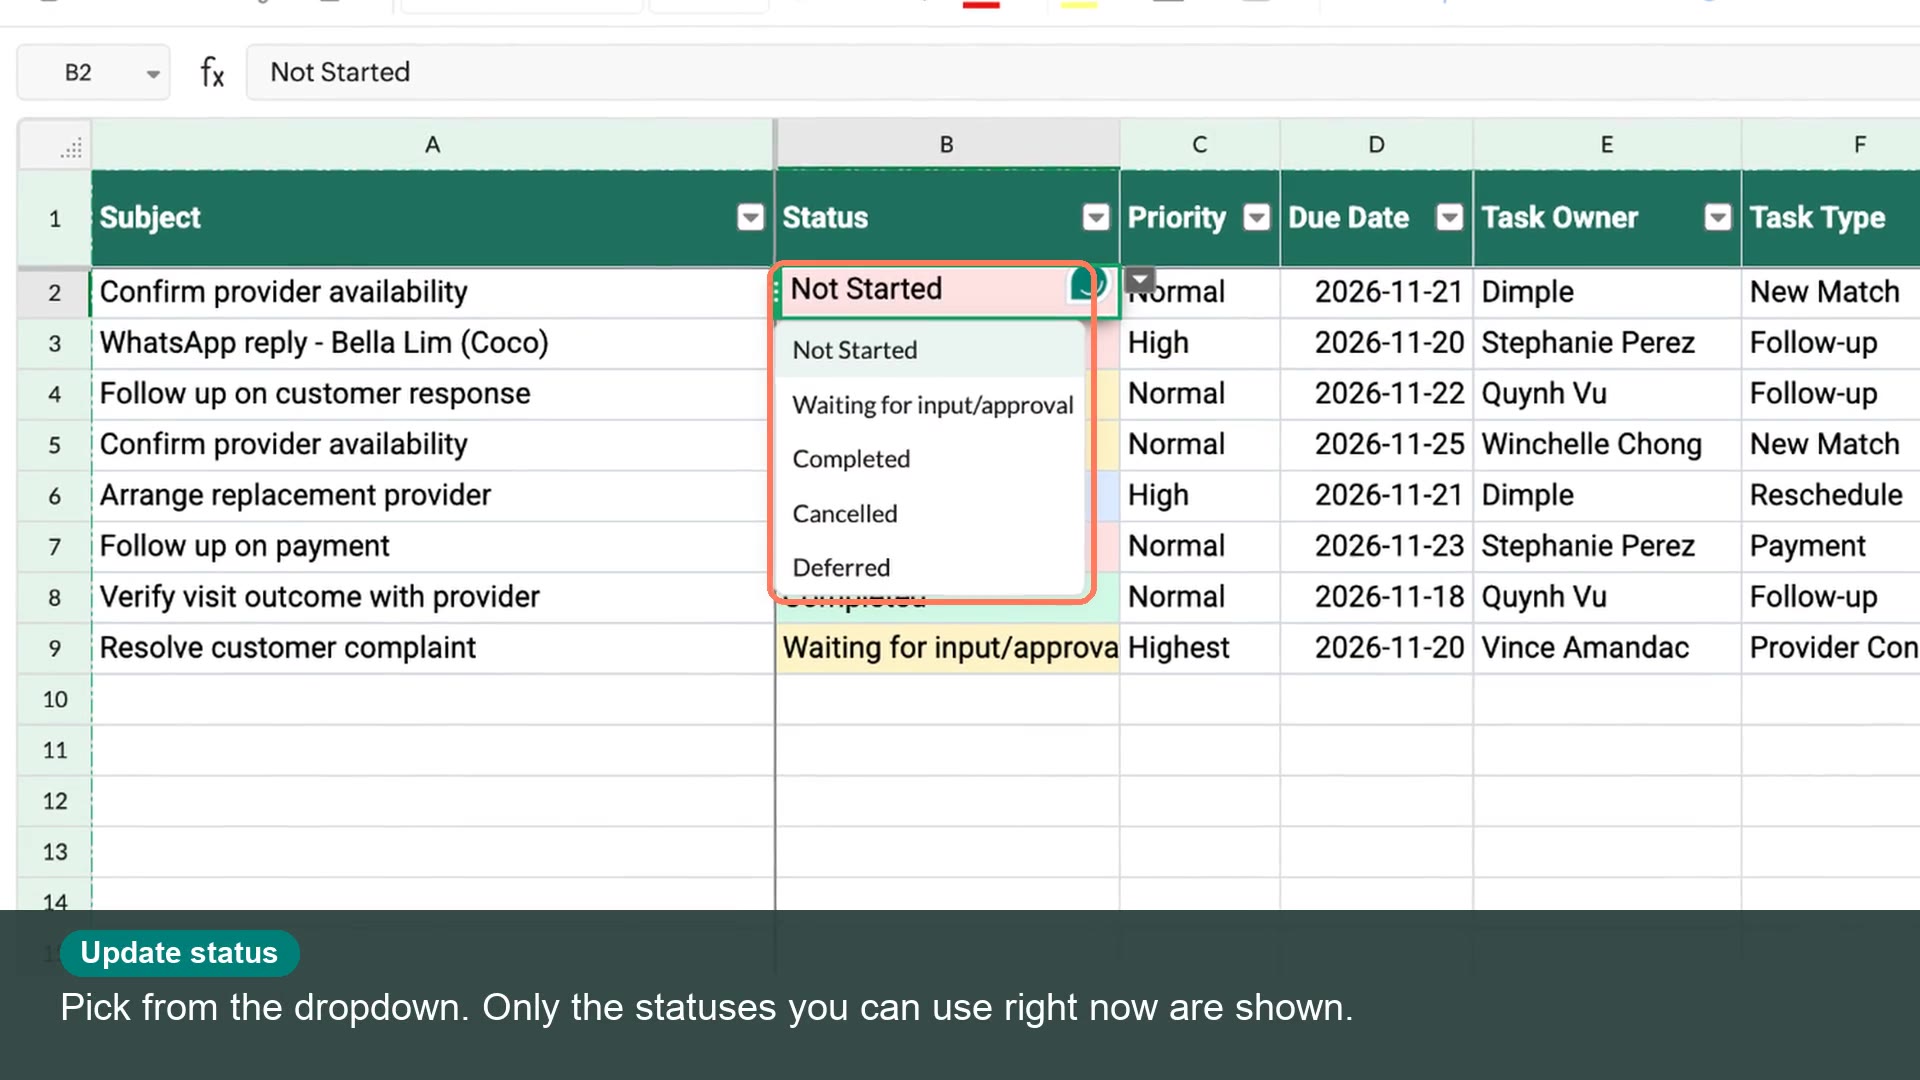 B2 fx Not Started
A B C D E F
1 Subject Status Priority Due Date Task Owner Task Type
2 Confirm provider availability Not Started Normal 2026-11-21 Dimple New Match
3 WhatsApp reply - Bella Lim (Coco) High 2026-11-20 Stephanie Perez Follow-up
Not Started
4 Follow up on customer response Normal 2026-11-22 Quynh Vu Follow-up
Waiting for input/approval
5 Confirm provider availability Normal 2026-11-25 Winchelle Chong New Match
Completed
6 Arrange replacement provider High 2026-11-21 Dimple Reschedule
Cancelled
7 Follow up on payment Normal 2026-11-23 Stephanie Perez Payment
Deferred
8 Verify visit outcome with provider Completed Normal 2026-11-18 Quynh Vu Follow-up
9 Resolve customer complaint Waiting for input/approva Highest 2026-11-20 Vince Amandac Provider Con
10
11
12
13
14
Update status
Pick from the dropdown. Only the statuses you can use right now are shown.